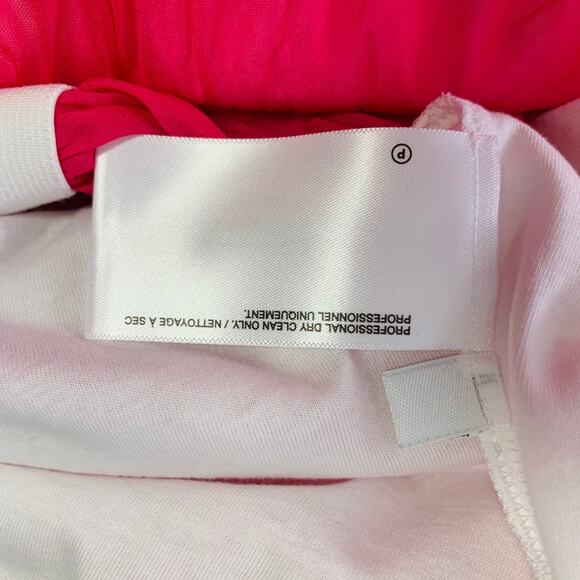 PROFESSIONAL DRY CLEAN ONLY. / NETTOYAGE À SEC
PROFESSIONNEL UNIQUEMENT.
P